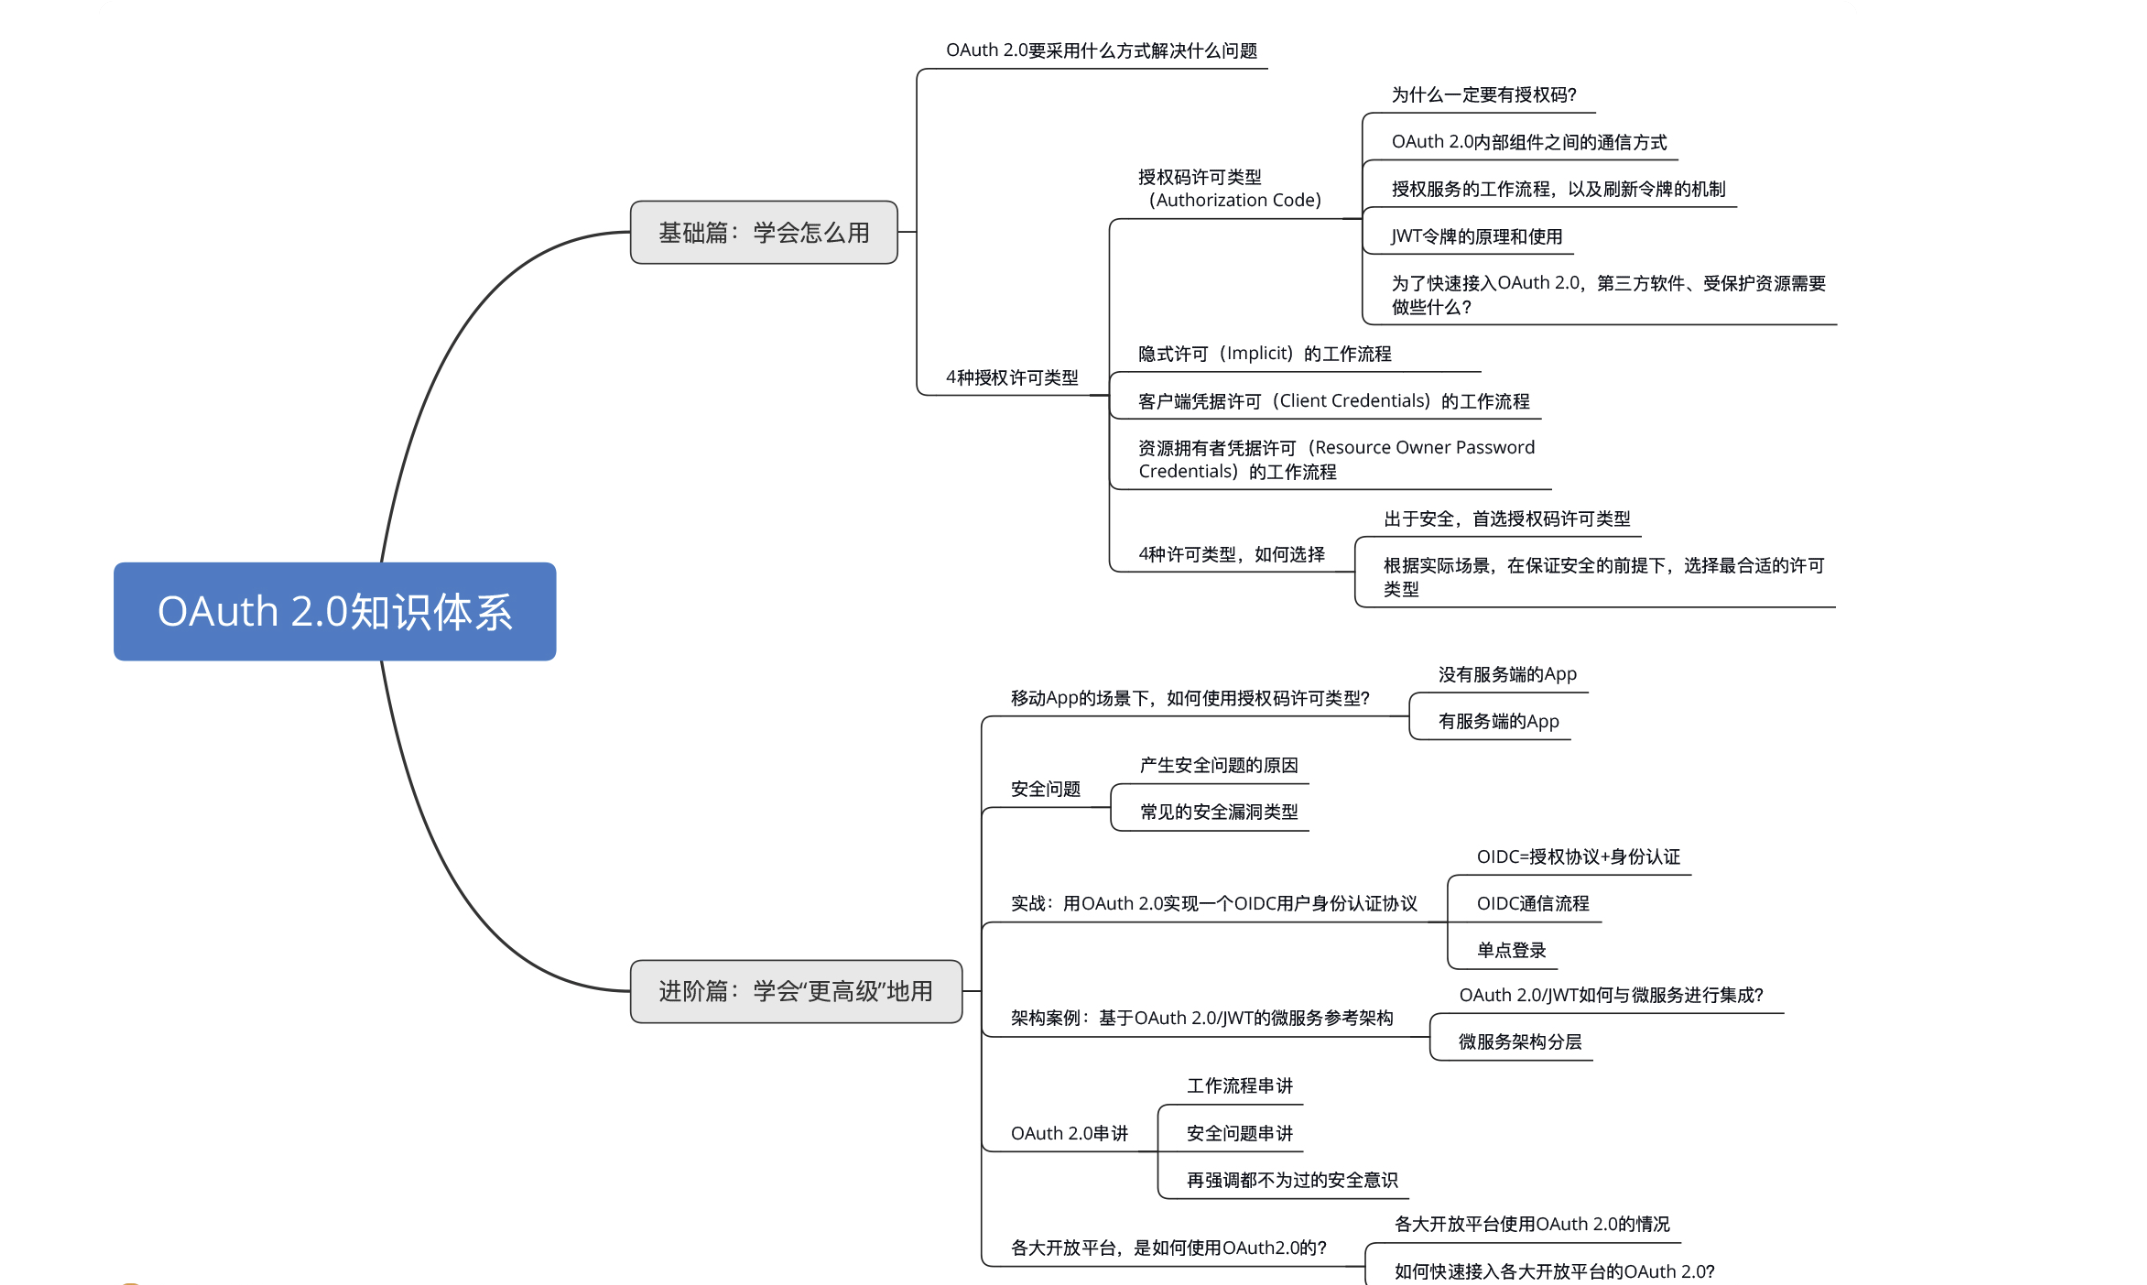 OAuth 2.0知识体系
基础篇：学会怎么用
OAuth 2.0要采用什么方式解决什么问题
4种授权许可类型
授权码许可类型
（Authorization Code）
为什么一定要有授权码？
OAuth 2.0内部组件之间的通信方式
授权服务的工作流程，以及刷新令牌的机制
JWT令牌的原理和使用
为了快速接入OAuth 2.0，第三方软件、受保护资源需要
做些什么？
隐式许可（Implicit）的工作流程
客户端凭据许可（Client Credentials）的工作流程
资源拥有者凭据许可（Resource Owner Password
Credentials）的工作流程
4种许可类型，如何选择
出于安全，首选授权码许可类型
根据实际场景，在保证安全的前提下，选择最合适的许可
类型
进阶篇：学会“更高级”地用
移动App的场景下，如何使用授权码许可类型？
没有服务端的App
有服务端的App
安全问题
产生安全问题的原因
常见的安全漏洞类型
实战：用OAuth 2.0实现一个OIDC用户身份认证协议
OIDC=授权协议+身份认证
OIDC通信流程
单点登录
架构案例：基于OAuth 2.0/JWT的微服务参考架构
OAuth 2.0/JWT如何与微服务进行集成？
微服务架构分层
OAuth 2.0串讲
工作流程串讲
安全问题串讲
再强调都不为过的安全意识
各大开放平台，是如何使用OAuth2.0的？
各大开放平台使用OAuth 2.0的情况
如何快速接入各大开放平台的OAuth 2.0？